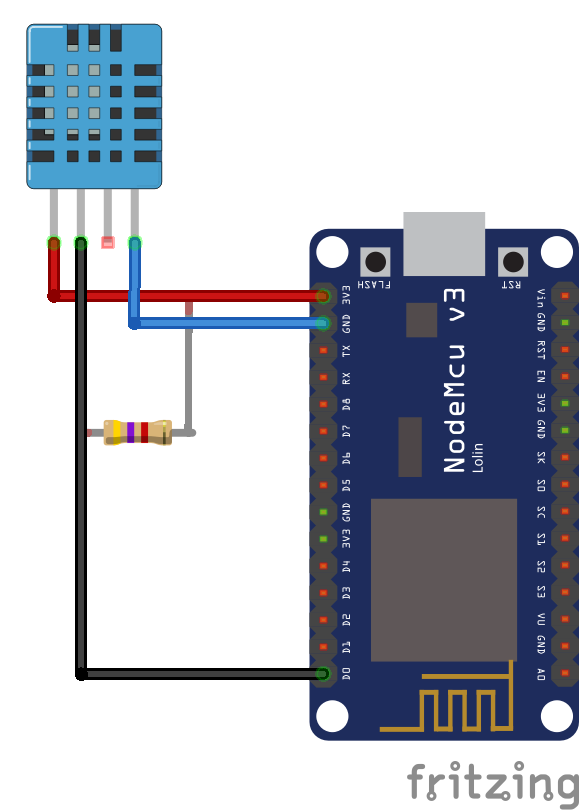 FLASH
RST
3V3
GND
TX
RX
D8
D7
D6
D5
GND
3V3
D4
D3
D2
D1
D0
NodeMcu v3
Lolin
Vin
GND
RST
EN
3V3
GND
SK
SO
SC
S1
S2
S3
VU
GND
AO
fritzing